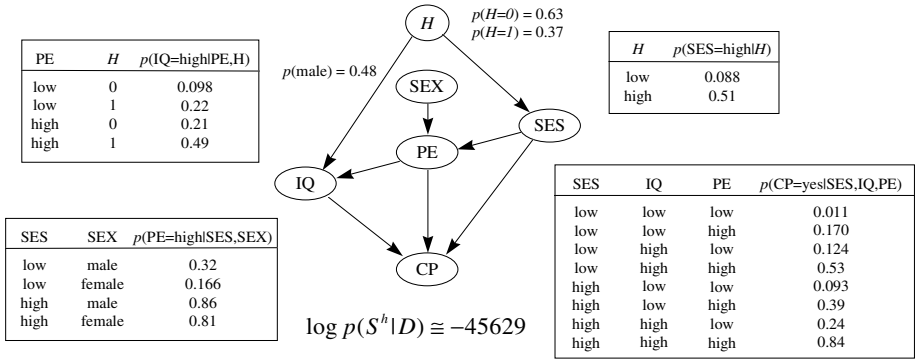 H
p(H=0) = 0.63
p(H=1) = 0.37
PE H p(IQ=high|PE,H)
low 0 0.098
low 1 0.22
high 0 0.21
high 1 0.49
p(male) = 0.48
SEX
H p(SES=high|H)
low 0.088
high 0.51
SES
PE
IQ
SES IQ PE p(CP=yes|SES,IQ,PE)
low low low 0.011
low low high 0.170
low high low 0.124
low high high 0.53
high low low 0.093
high low high 0.39
high high low 0.24
high high high 0.84
SES SEX p(PE=high|SES,SEX)
low male 0.32
low female 0.166
high male 0.86
high female 0.81
CP
log p(S^h|D) ≅ −45629